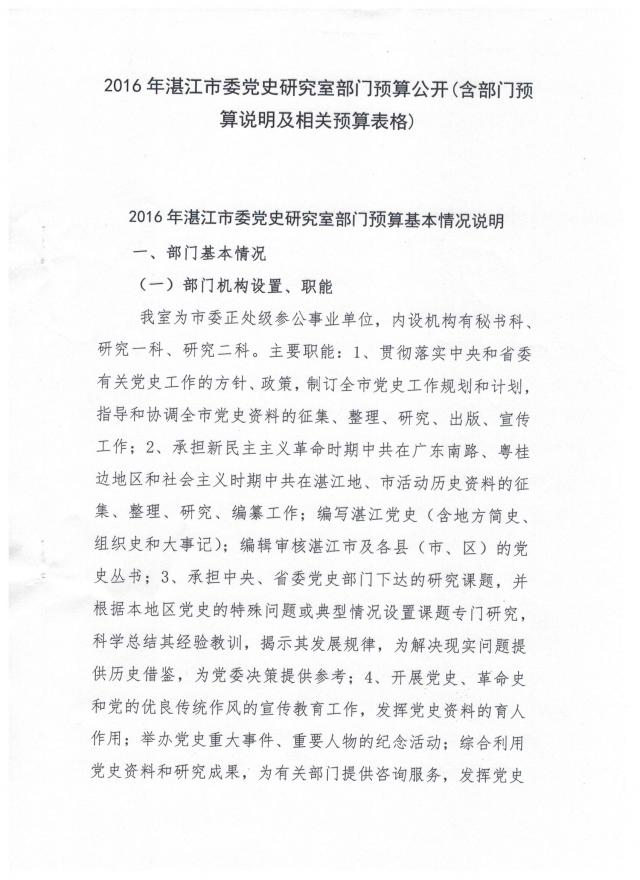 2016年湛江市委党史研究室部门预算公开(含部门预
算说明及相关预算表格)
2016年湛江市委党史研究室部门预算基本情况说明
一、部门基本情况
（一）部门机构设置、职能
我室为市委正处级参公事业单位，内设机构有秘书科、
研究一科、研究二科。主要职能：1、贯彻落实中央和省委
有关党史工作的方针、政策，制订全市党史工作规划和计划，
指导和协调全市党史资料的征集、整理、研究、出版、宣传
工作；2、承担新民主主义革命时期中共在广东南路、粤桂
边地区和社会主义时期中共在湛江地、市活动历史资料的征
集、整理、研究、编纂工作；编写湛江党史（含地方简史、
组织史和大事记）；编辑审核湛江市及各县（市、区）的党
史丛书；3、承担中央、省委党史部门下达的研究课题，并
根据本地区党史的特殊问题或典型情况设置课题专门研究，
科学总结其经验教训，揭示其发展规律，为解决现实问题提
供历史借鉴，为党委决策提供参考；4、开展党史、革命史
和党的优良传统作风的宣传教育工作，发挥党史资料的育人
作用；举办党史重大事件、重要人物的纪念活动；综合利用
党史资料和研究成果，为有关部门提供咨询服务，发挥党史